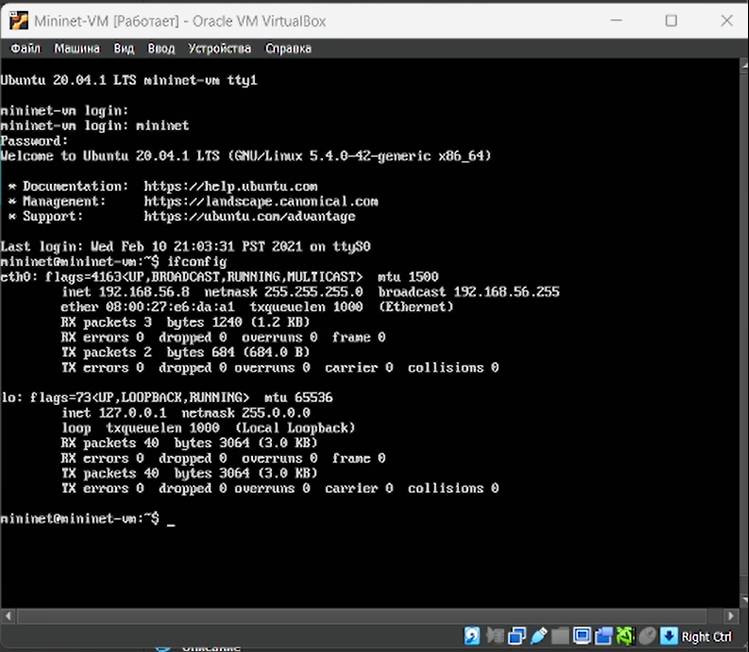 Mininet-VM [Работает] - Oracle VM VirtualBox
Файл Машина Вид Ввод Устройства Справка
Ubuntu 20.04.1 LTS mininet-vm tty1
mininet-vm login:
mininet-vm login: mininet
Password:
Welcome to Ubuntu 20.04.1 LTS (GNU/Linux 5.4.0-42-generic x86_64)
* Documentation: https://help.ubuntu.com
* Management: https://landscape.canonical.com
* Support: https://ubuntu.com/advantage
Last login: Wed Feb 10 21:03:31 PST 2021 on ttyS0
mininet@mininet-vm:~$ ifconfig
eth0: flags=4163<UP,BROADCAST,RUNNING,MULTICAST> mtu 1500
inet 192.168.56.8 netmask 255.255.255.0 broadcast 192.168.56.255
ether 08:00:27:e6:da:a1 txqueuelen 1000 (Ethernet)
RX packets 3 bytes 1240 (1.2 KB)
RX errors 0 dropped 0 overruns 0 frame 0
TX packets 2 bytes 684 (684.0 B)
TX errors 0 dropped 0 overruns 0 carrier 0 collisions 0
lo: flags=73<UP,LOOPBACK,RUNNING> mtu 65536
inet 127.0.0.1 netmask 255.0.0.0
loop txqueuelen 1000 (Local Loopback)
RX packets 40 bytes 3064 (3.0 KB)
RX errors 0 dropped 0 overruns 0 frame 0
TX packets 40 bytes 3064 (3.0 KB)
TX errors 0 dropped 0 overruns 0 carrier 0 collisions 0
mininet@mininet-vm:~$ _
Right Ctrl
Описание